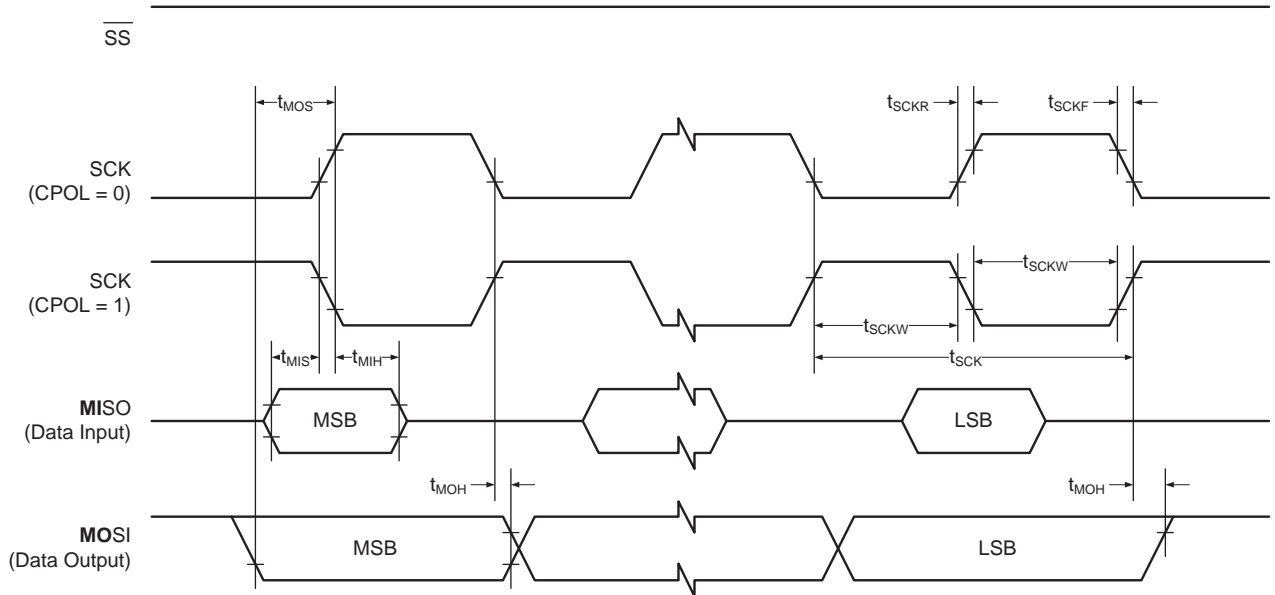 SS
tMOS
tSCKR
tSCKF
SCK
(CPOL = 0)
SCK
(CPOL = 1)
tSCKW
tSCKW
tMIS
tMIH
tSCK
MISO
(Data Input)
MSB
LSB
tMOH
tMOH
MOSI
(Data Output)
MSB
LSB